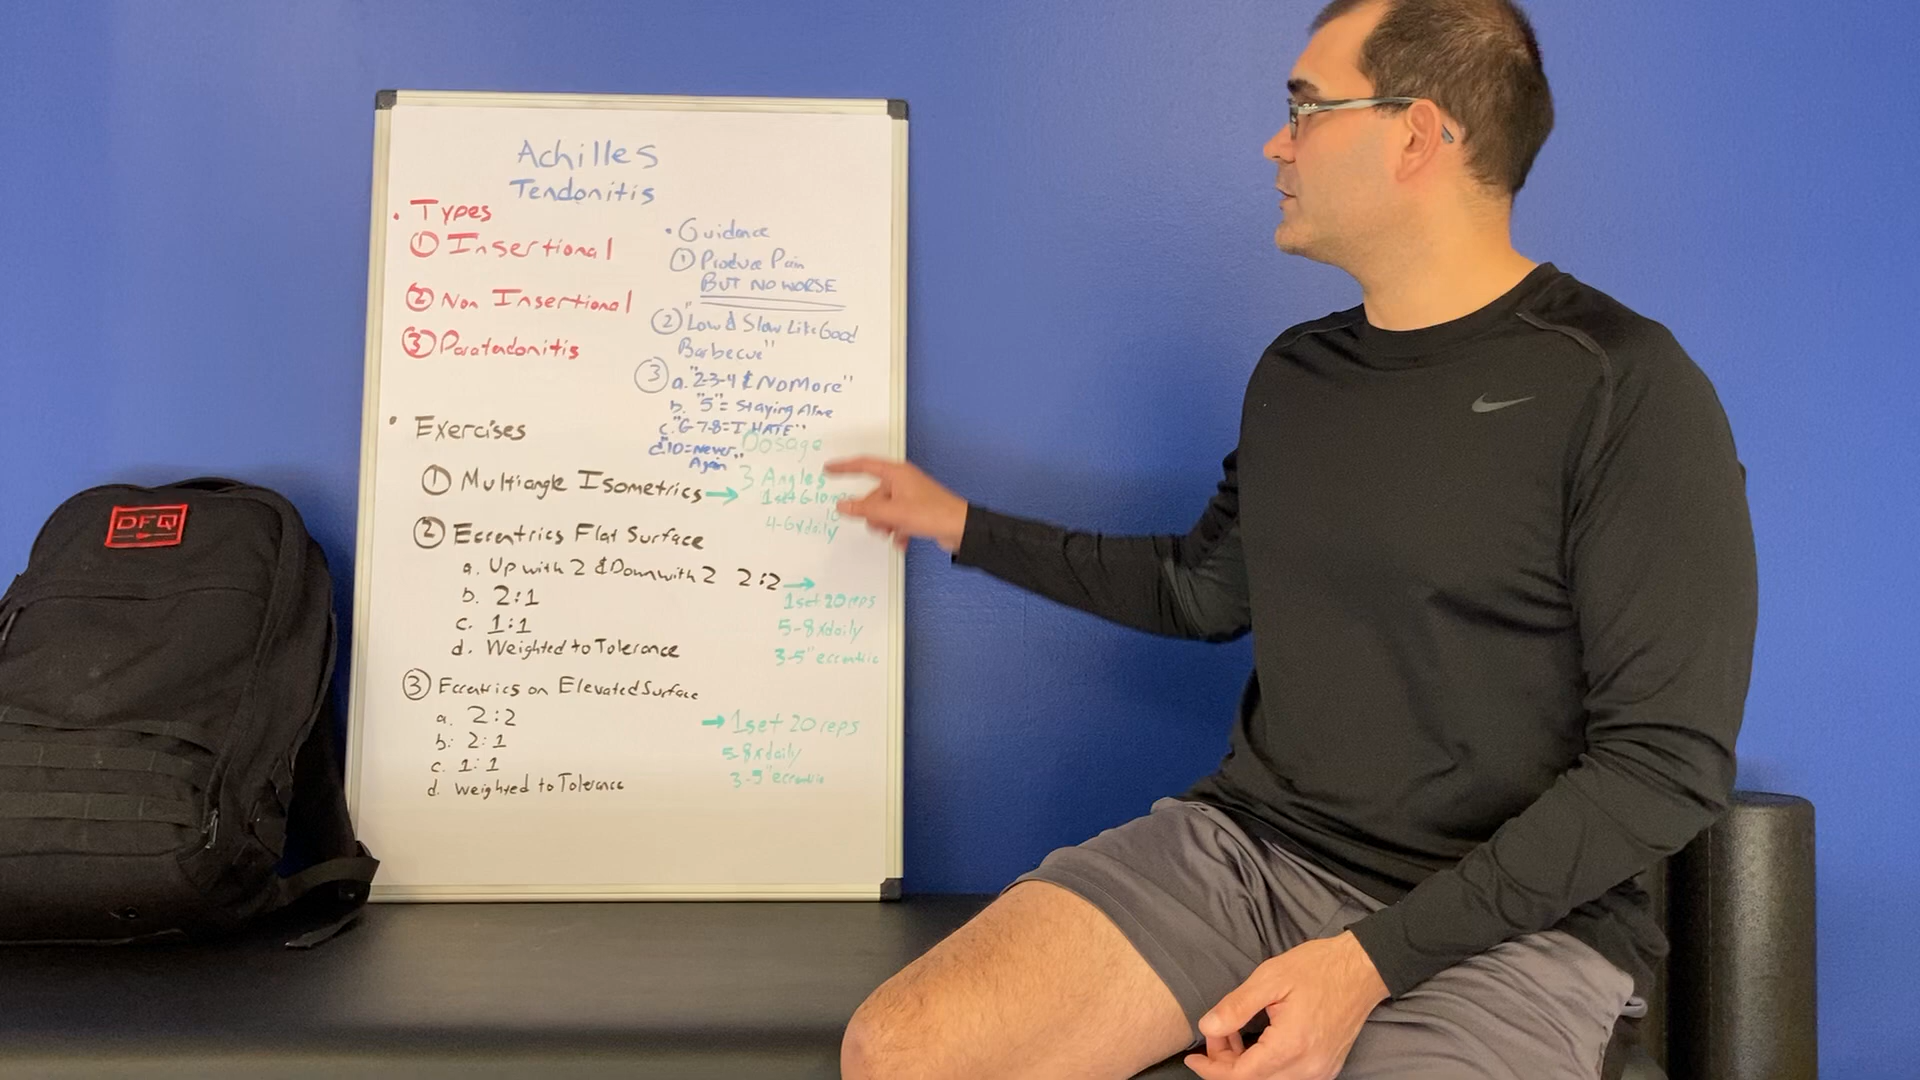 Achilles
Tendonitis
• Types
① Insertional
② Non Insertional
③ Paratendonitis
• Guidance
① Produce Pain
BUT NO WORSE
② "Low & Slow Like Good
Barbecue"
③ a. "2-3-4 & No More"
b. "5" = Staying Alive
c. "6-7-8 = I HATE"
d. "10 = Never
Again"
• Exercises
Dosage
① Multiangle Isometrics →
3 Angles
1 set 6 10
10
4-6x daily
② Eccentrics Flat Surface
a. Up with 2 & Down with 2 2:2 →
b. 2:1
c. 1:1
d. Weighted to Tolerance
1 set 20 reps
5-8x daily
3-5" eccentric
③ Eccentrics on Elevated Surface
a. 2:2
b. 2:1
c. 1:1
d. Weighted to Tolerance
→ 1 set 20 reps
5-8x daily
3-5" eccentric
DFQ